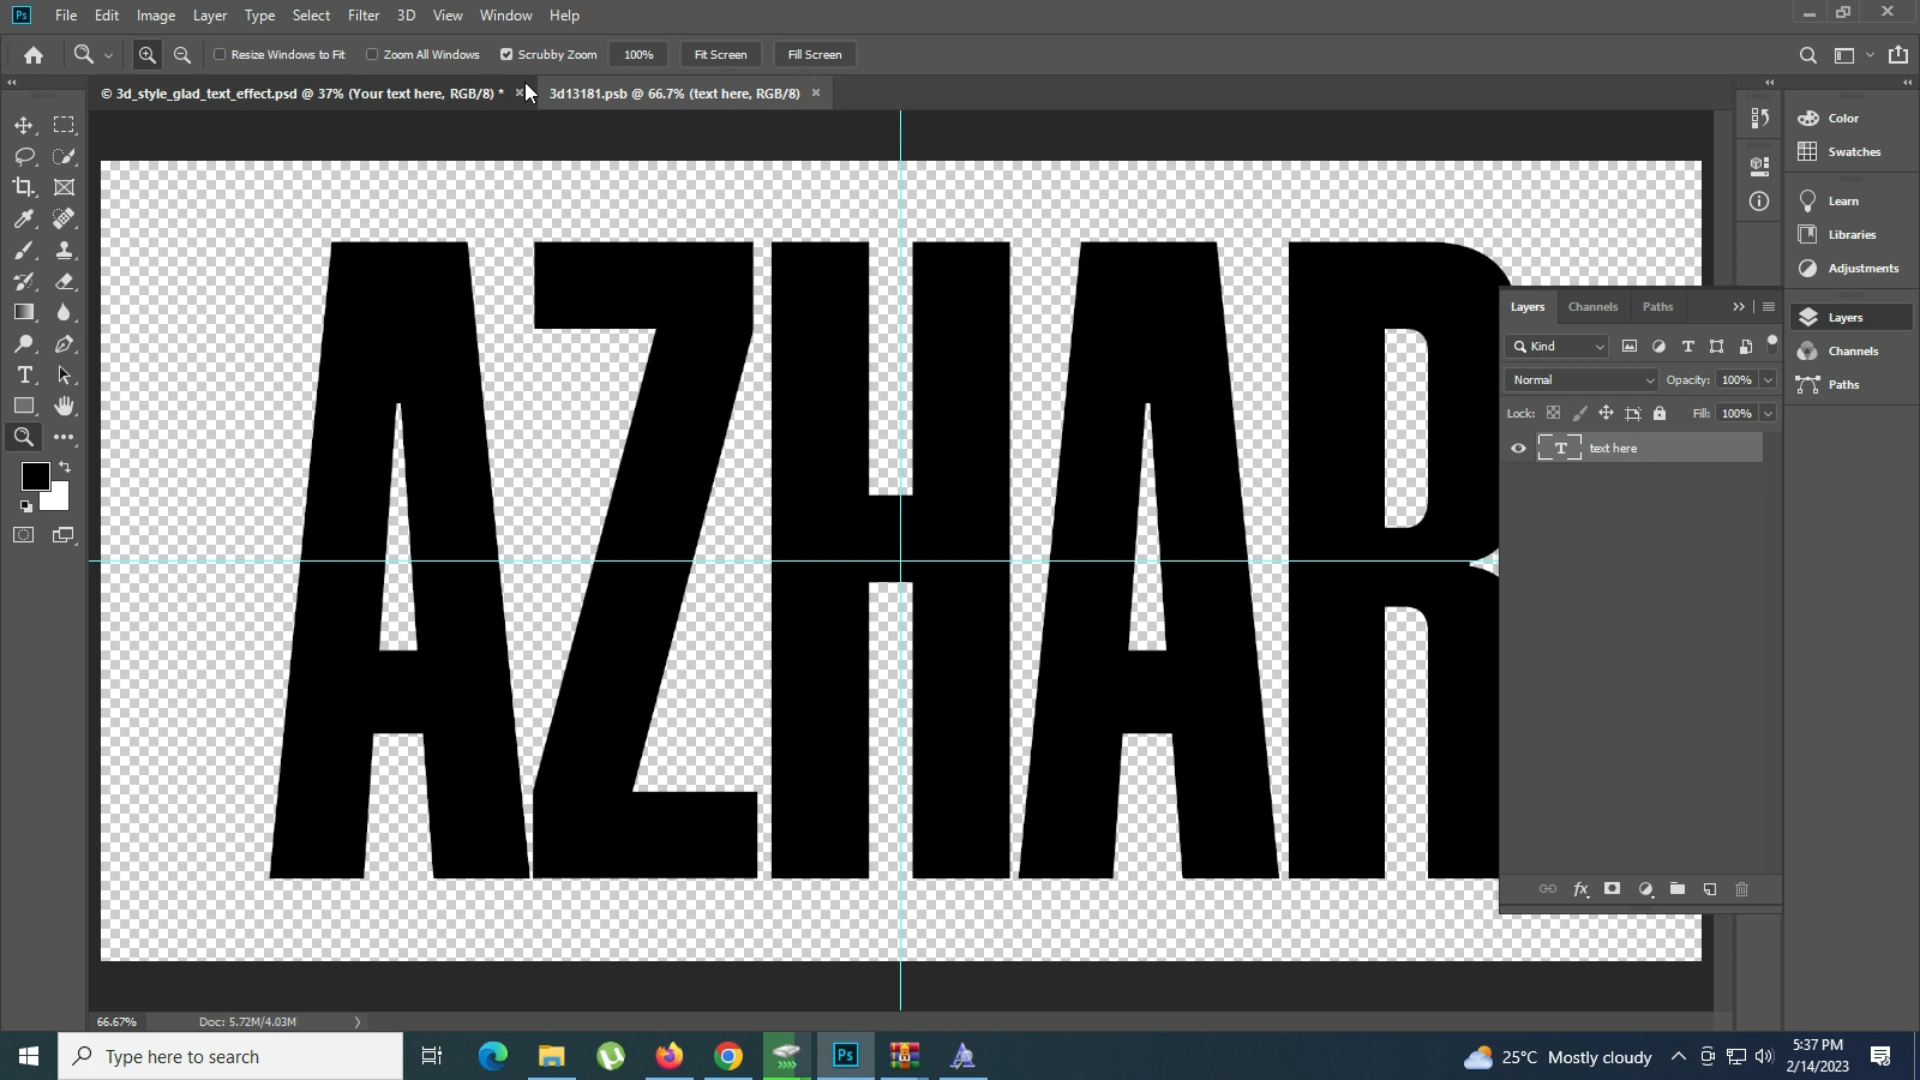 Ps File Edit Image Layer Type Select Filter 3D View Window Help
Resize Windows to Fit Zoom All Windows Scrubby Zoom 100% Fit Screen Fill Screen
© 3d_style_glad_text_effect.psd @ 37% (Your text here, RGB/8) * × 3d13181.psb @ 66.7% (text here, RGB/8) ×
AZHAR
Color
Swatches
Learn
Libraries
Adjustments
Layers
Channels
Paths
Layers Channels Paths
Kind
Normal Opacity: 100%
Lock: Fill: 100%
T text here
fx
66.67% Doc: 5.72M/4.03M
Type here to search
Ps
25°C Mostly cloudy
5:37 PM
2/14/2023